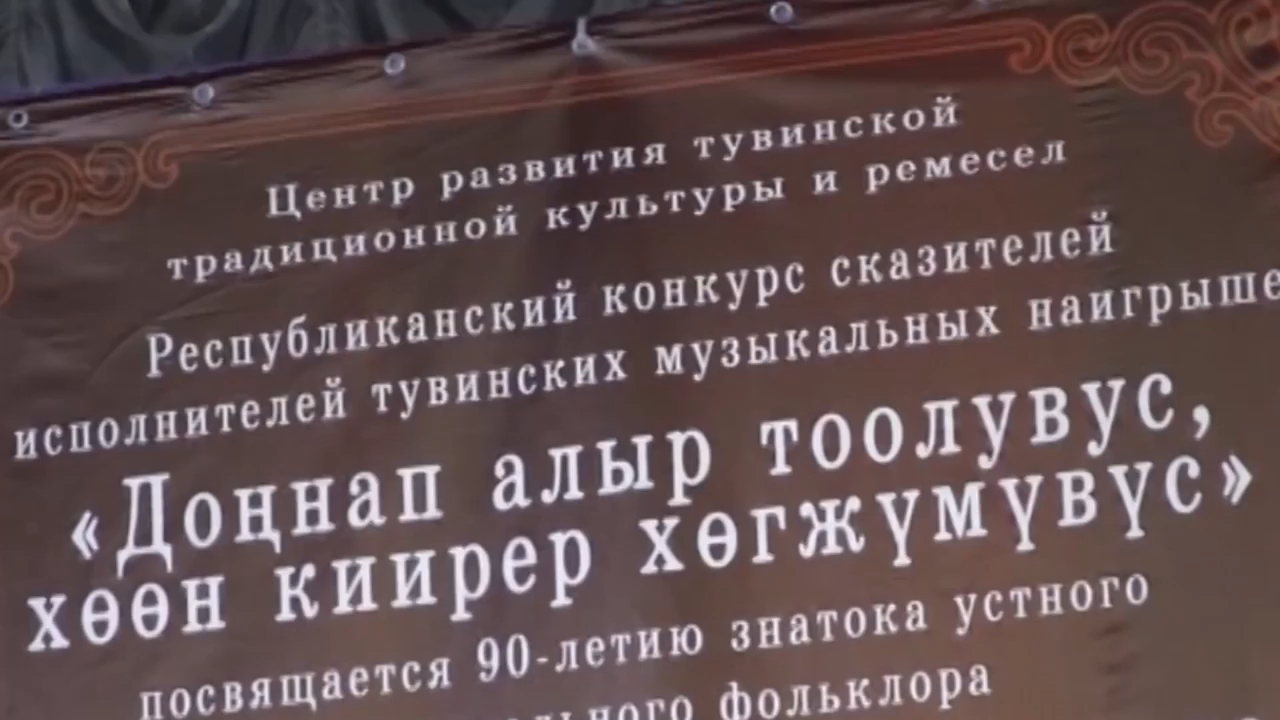 Центр развития тувинской
традиционной культуры и ремесел
Республиканский конкурс сказителей
исполнителей тувинских музыкальных наигрыше
«Доңнап алыр тоолувус,
хөөн киирер хөгжүмүвүс»
посвящается 90-летию знатока устного
фольклора